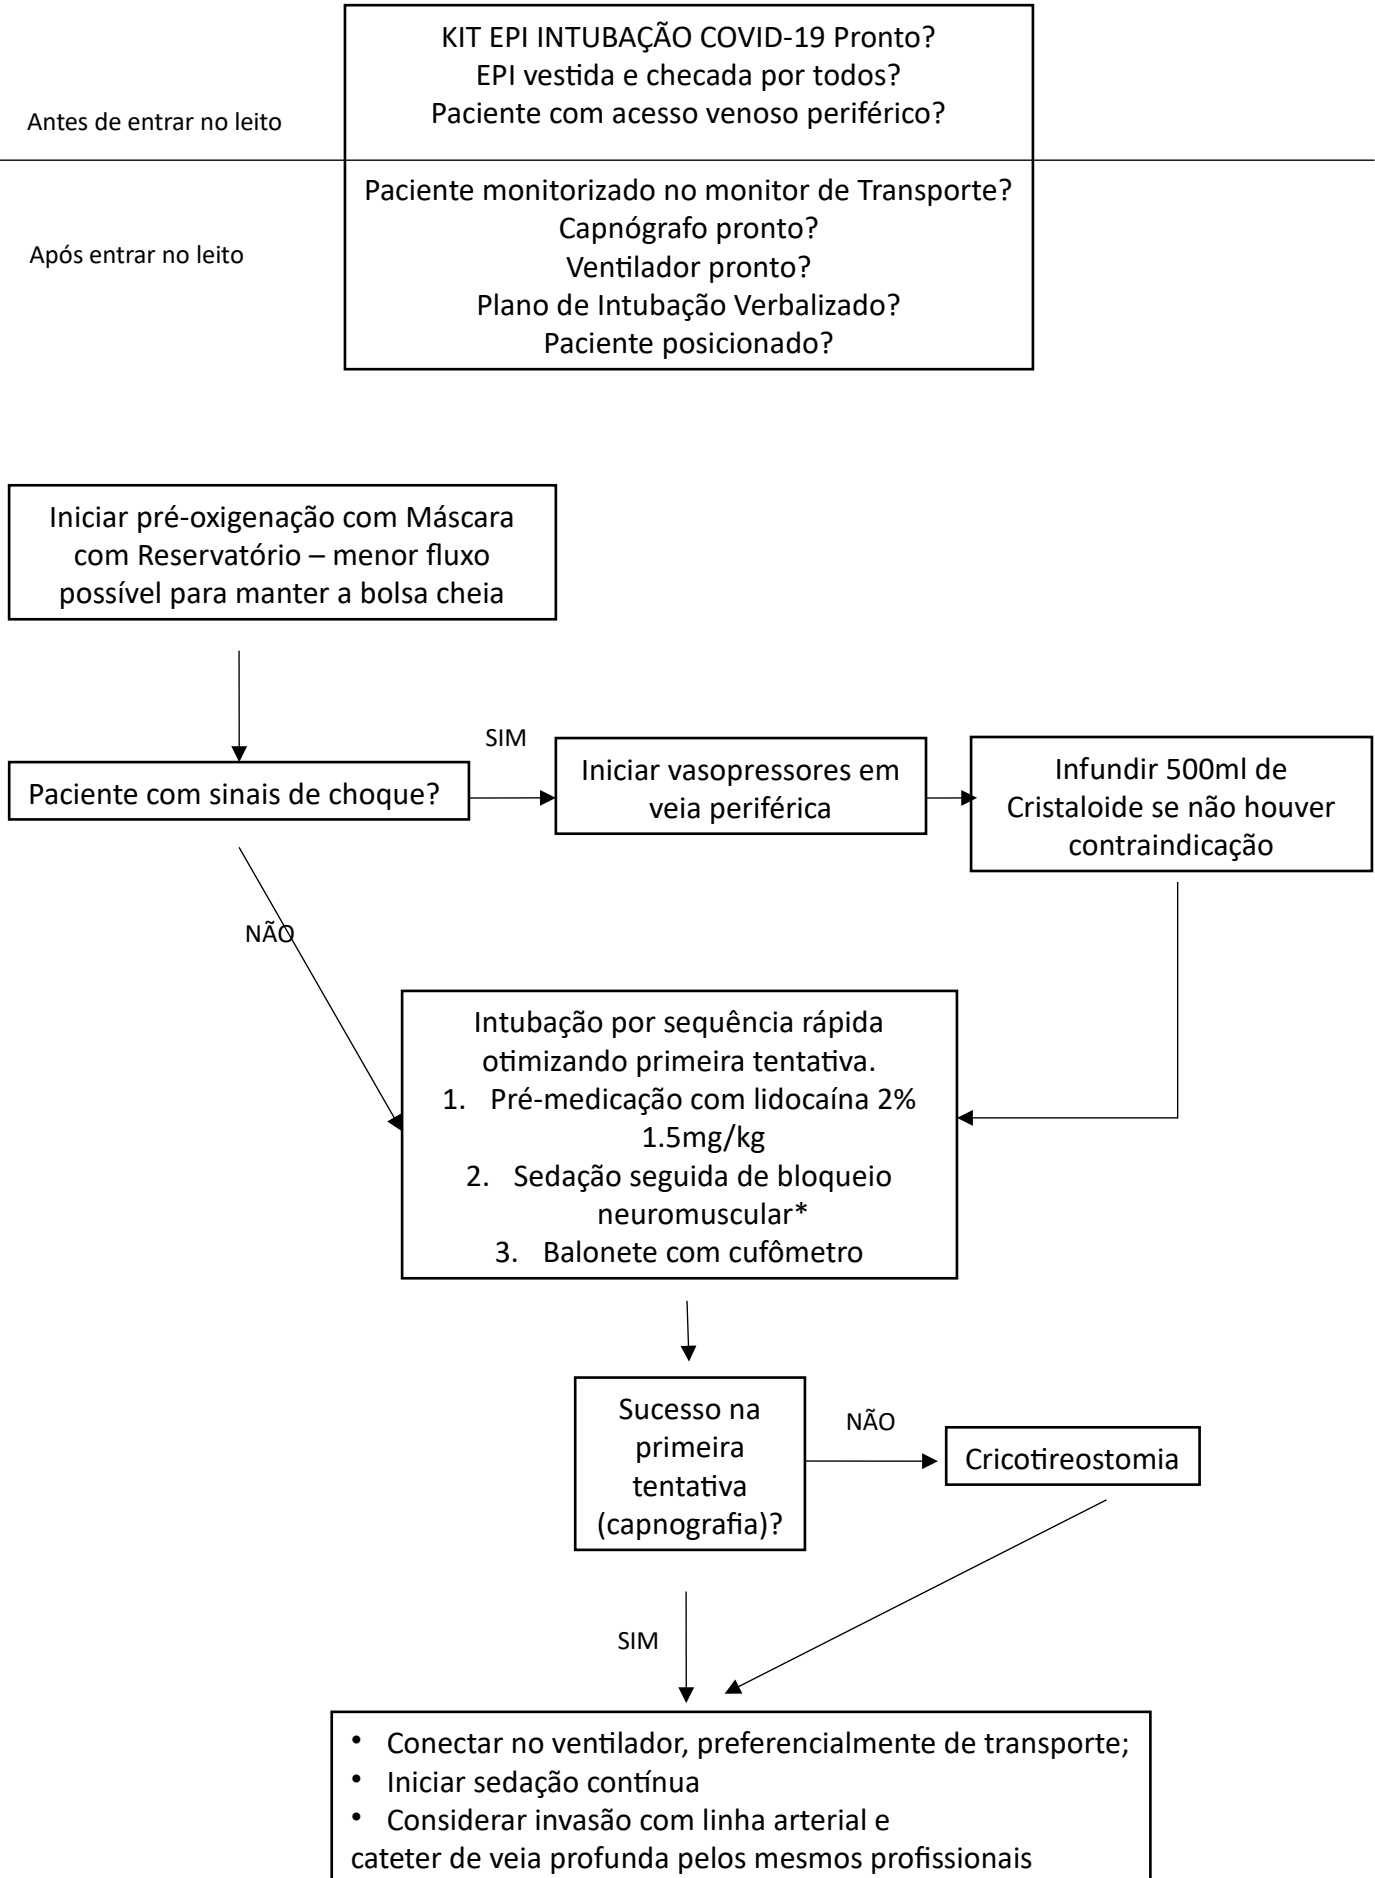 KIT EPI INTUBAÇÃO COVID-19 Pronto?
EPI vestida e checada por todos?
Paciente com acesso venoso periférico?
Antes de entrar no leito
Paciente monitorizado no monitor de Transporte?
Capnógrafo pronto?
Ventilador pronto?
Plano de Intubação Verbalizado?
Paciente posicionado?
Após entrar no leito
Iniciar pré-oxigenação com Máscara
com Reservatório – menor fluxo
possível para manter a bolsa cheia
Paciente com sinais de choque?
SIM
Iniciar vasopressores em
veia periférica
Infundir 500ml de
Cristaloide se não houver
contraindicação
NÃO
Intubação por sequência rápida
otimizando primeira tentativa.
1. Pré-medicação com lidocaína 2%
1.5mg/kg
2. Sedação seguida de bloqueio
neuromuscular*
3. Balonete com cufômetro
Sucesso na
primeira
tentativa
(capnografia)?
NÃO
Cricotireostomia
SIM
• Conectar no ventilador, preferencialmente de transporte;
• Iniciar sedação contínua
• Considerar invasão com linha arterial e
cateter de veia profunda pelos mesmos profissionais